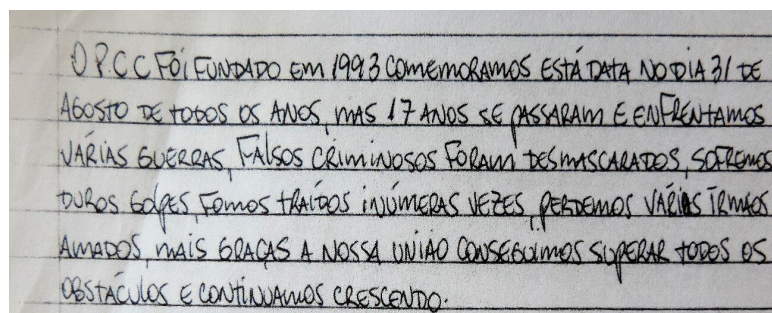 O P.C.C FOI FUNDADO EM 1993 COMEMORAMOS ESTÁ DATA NO DIA 31 DE
AGOSTO DE TODOS OS ANOS, MAS 17 ANOS SE PASSARAM E ENFRENTAMOS
VÁRIAS GUERRAS, FALSOS CRIMINOSOS FORAM DESMASCARADOS, SOFREMOS
DUROS GOLPES, FOMOS TRAÍDOS INÚMERAS VEZES, PERDEMOS VÁRIAS IRMÃOS
AMADOS, MAIS GRAÇAS A NOSSA UNIÃO CONSEGUIMOS SUPERAR TODOS OS
OBSTÁCULOS E CONTINUAMOS CRESCENDO.